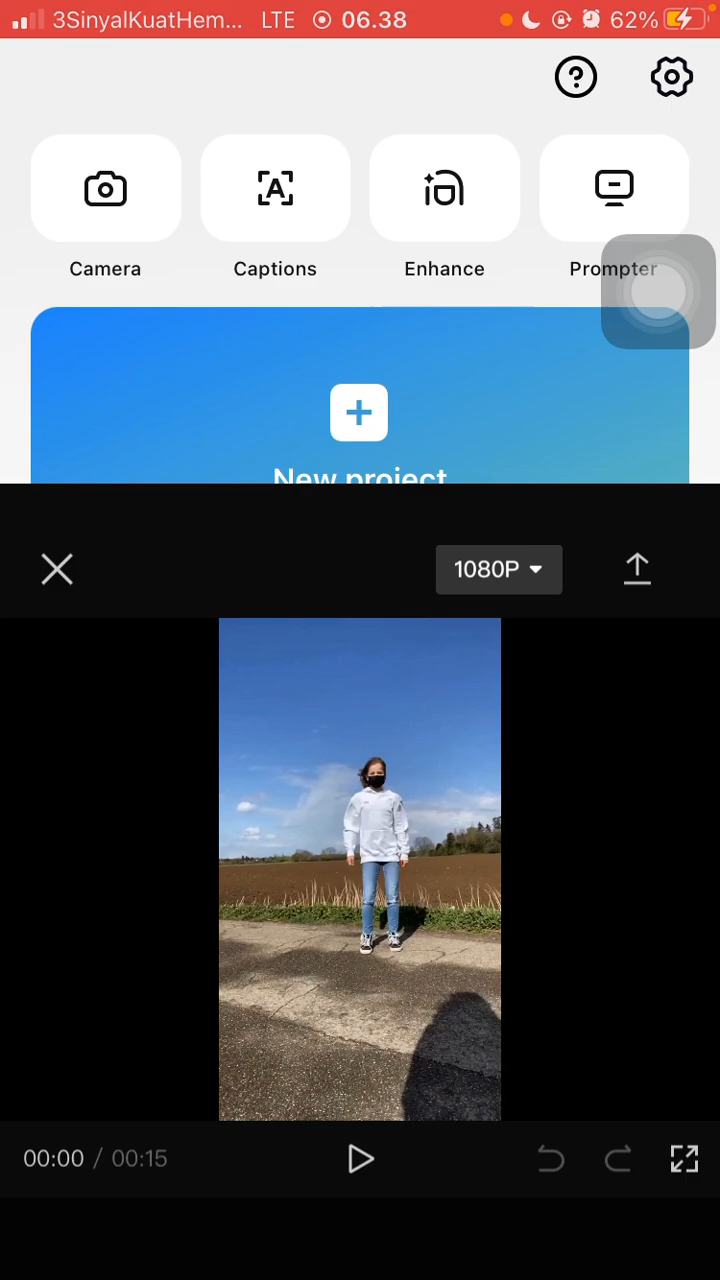 3SinyalKuatHem... LTE 06.38 62%
Camera Captions Enhance Prompter
New project
1080P
00:00 / 00:15